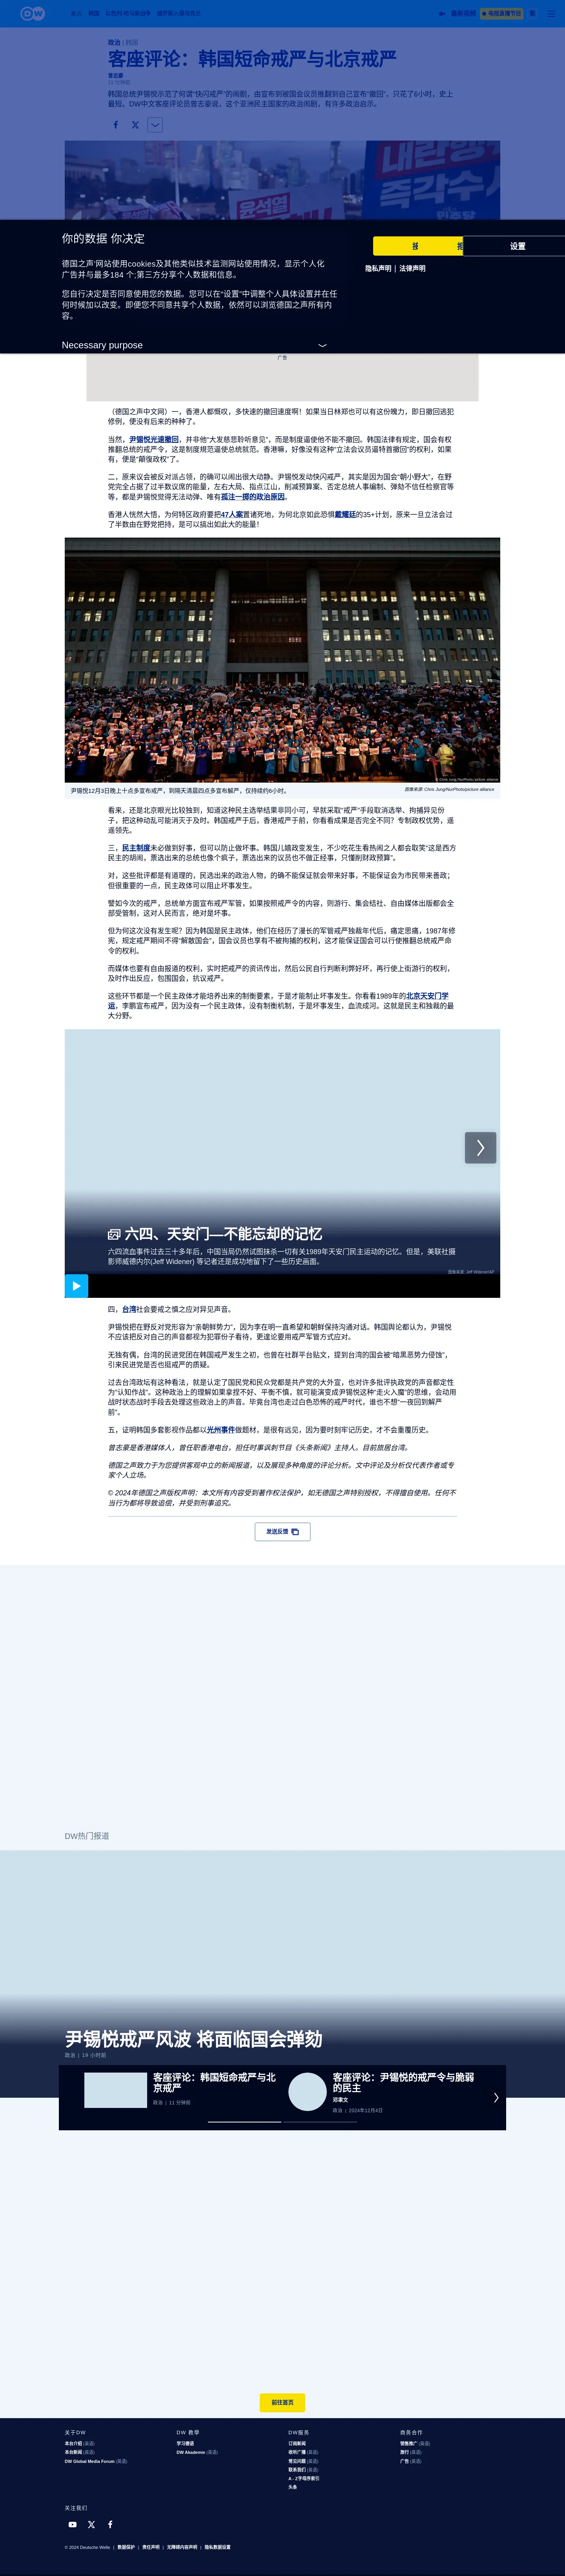 DW
最新视频
收视直播节目
政治 | 韩国
客座评论：韩国短命戒严与北京戒严
曾志豪
11 分钟前
韩国总统尹锡悦示范了何谓“快闪戒严”的闹剧，由宣布到被国会议员推翻到自己宣布“撤回”，只花了6小时，史上
最短。DW中文客座评论员曾志豪说，这个亚洲民主国家的政治闹剧，有许多政治启示。
你的数据 你决定
德国之声'网站使用cookies及其他类似技术监测网站使用情况，显示个人化
广告并与最多184 个;第三方分享个人数据和信息。
您自行决定是否同意使用您的数据。您可以在“设置”中调整个人具体设置并在任
何时候加以改变。即便您不同意共享个人数据，依然可以浏览德国之声所有内
容。
Necessary purpose
设置
隐私声明 | 法律声明
广告
（德国之声中文网）一，香港人都慨叹，多快速的撤回速度啊！如果当日林郑也可以有这份魄力，即日撤回逃犯
修例，便没有后来的种种了。
当然，尹锡悦光速撤回，并非他“大发慈悲聆听意见”，而是制度逼使他不能不撤回。韩国法律有规定，国会有权
推翻总统的戒严令，这是制度规范逼使总统就范。香港嘛，好像没有这种“立法会议员逼特首撤回”的权利，如果
有，便是“颠復政权”了。
二，原来议会被反对派占领，的确可以闹出很大动静。尹锡悦发动快闪戒严，其实是因为国会“朝小野大”，在野
党完全占据了过半数议席的能量，左右大局、指点江山，削减预算案、否定总统人事编制、弹劾不信任检察官等
等，都是尹锡悦觉得无法动弹、唯有孤注一掷的政治原因。
香港人恍然大悟，为何特区政府要把47人案置诸死地，为何北京如此恐惧戴耀廷的35+计划，原来一旦立法会过
了半数由在野党把持，是可以搞出如此大的能量！
© Chris Jung/NurPhoto/picture alliance
尹锡悦12月3日晚上十点多宣布戒严，到隔天清晨四点多宣布解严，仅持续约6小时。
图像来源: Chris Jung/NurPhoto/picture alliance
看来，还是北京眼光比较独到，知道这种民主选举结果非同小可，早就采取“戒严”手段取消选举、拘捕异见份
子，把这种动乱可能消灭于及时。韩国戒严于后，香港戒严于前，你看看成果是否完全不同？专制政权优势，遥
遥领先。
三，民主制度未必做到好事，但可以防止做坏事。韩国儿嬉政变发生，不少吃花生看热闹之人都会取笑“这是西方
民主的胡闹，票选出来的总统也像个疯子，票选出来的议员也不做正经事，只懂削财政预算”。
对，这些批评都是有道理的，民选出来的政治人物，的确不能保证就会带来好事，不能保证会为市民带来善政；
但很重要的一点，民主政体可以阻止坏事发生。
譬如今次的戒严，总统单方面宣布戒严军管，如果按照戒严令的内容，则游行、集会结社、自由媒体出版都会全
部受管制，这对人民而言，绝对是坏事。
但为何这次没有发生呢？因为韩国是民主政体，他们在经历了漫长的军管戒严独裁年代后，痛定思痛，1987年修
宪，规定戒严期间不得“解散国会”，国会议员也享有不被拘捕的权利，这才能保证国会可以行使推翻总统戒严命
令的权利。
而媒体也要有自由报道的权利，实时把戒严的资讯传出，然后公民自行判断利弊好坏，再行使上街游行的权利，
及时作出反应，包围国会，抗议戒严。
这些环节都是一个民主政体才能培养出来的制衡要素，于是才能制止坏事发生。你看看1989年的北京天安门学
运，李鹏宣布戒严，因为没有一个民主政体，没有制衡机制，于是坏事发生，血流成河。这就是民主和独裁的最
大分野。
六四、天安门—不能忘却的记忆
六四流血事件过去三十多年后，中国当局仍然试图抹杀一切有关1989年天安门民主运动的记忆。但是，美联社摄
影师威德内尔(Jeff Widener) 等记者还是成功地留下了一些历史画面。
图像来源: Jeff Widener/AP
四，台湾社会要戒之慎之应对异见声音。
尹锡悦把在野反对党形容为“亲朝鲜势力”，因为李在明一直希望和朝鲜保持沟通对话。韩国舆论都认为，尹锡悦
不应该把反对自己的声音都视为犯罪份子看待，更遑论要用戒严军管方式应对。
无独有偶，台湾的民进党团在韩国戒严发生之初，也曾在社群平台贴文，提到台湾的国会被“暗黑恶势力侵蚀”，
引来民进党是否也挺戒严的质疑。
过去台湾政坛有这种看法，就是认定了国民党和民众党都是共产党的大外宣，也对许多批评执政党的声音都定性
为“认知作战”。这种政治上的理解如果拿捏不好、平衡不慎，就可能演变成尹锡悦这种“走火入魔”的思维，会动用
战时状态战时手段去处理这些政治上的声音。毕竟台湾也走过白色恐怖的戒严时代，谁也不想“一夜回到解严
前”。
五，证明韩国多套影视作品都以光州事件做题材，是很有远见，因为要时刻牢记历史，才不会重覆历史。
曾志豪是香港媒体人，曾任职香港电台，担任时事讽刺节目《头条新闻》主持人。目前旅居台湾。
德国之声致力于为您提供客观中立的新闻报道，以及展现多种角度的评论分析。文中评论及分析仅代表作者或专
家个人立场。
© 2024年德国之声版权声明：本文所有内容受到著作权法保护，如无德国之声特别授权，不得擅自使用。任何不
当行为都将导致追偿，并受到刑事追究。
发送反馈
DW热门报道
尹锡悦戒严风波 将面临国会弹劾
政治 | 19 小时前
客座评论：韩国短命戒严与北
京戒严
政治 | 11 分钟前
客座评论：尹锡悦的戒严令与脆弱
的民主
邓聿文
政治 | 2024年12月4日
前往首页
关于DW
本台介绍 (英语)
本台新闻 (英语)
DW Global Media Forum (英语)
DW 教学
学习德语
DW Akademie (英语)
DW服务
订阅新闻
收听广播 (英语)
常见问题 (英语)
联系我们 (英语)
A - Z字母序索引
头条
商务合作
销售推广 (英语)
旅行 (英语)
广告 (英语)
关注我们
© 2024 Deutsche Welle | 数据保护 | 责任声明 | 无障碍内容声明 | 隐私数据设置